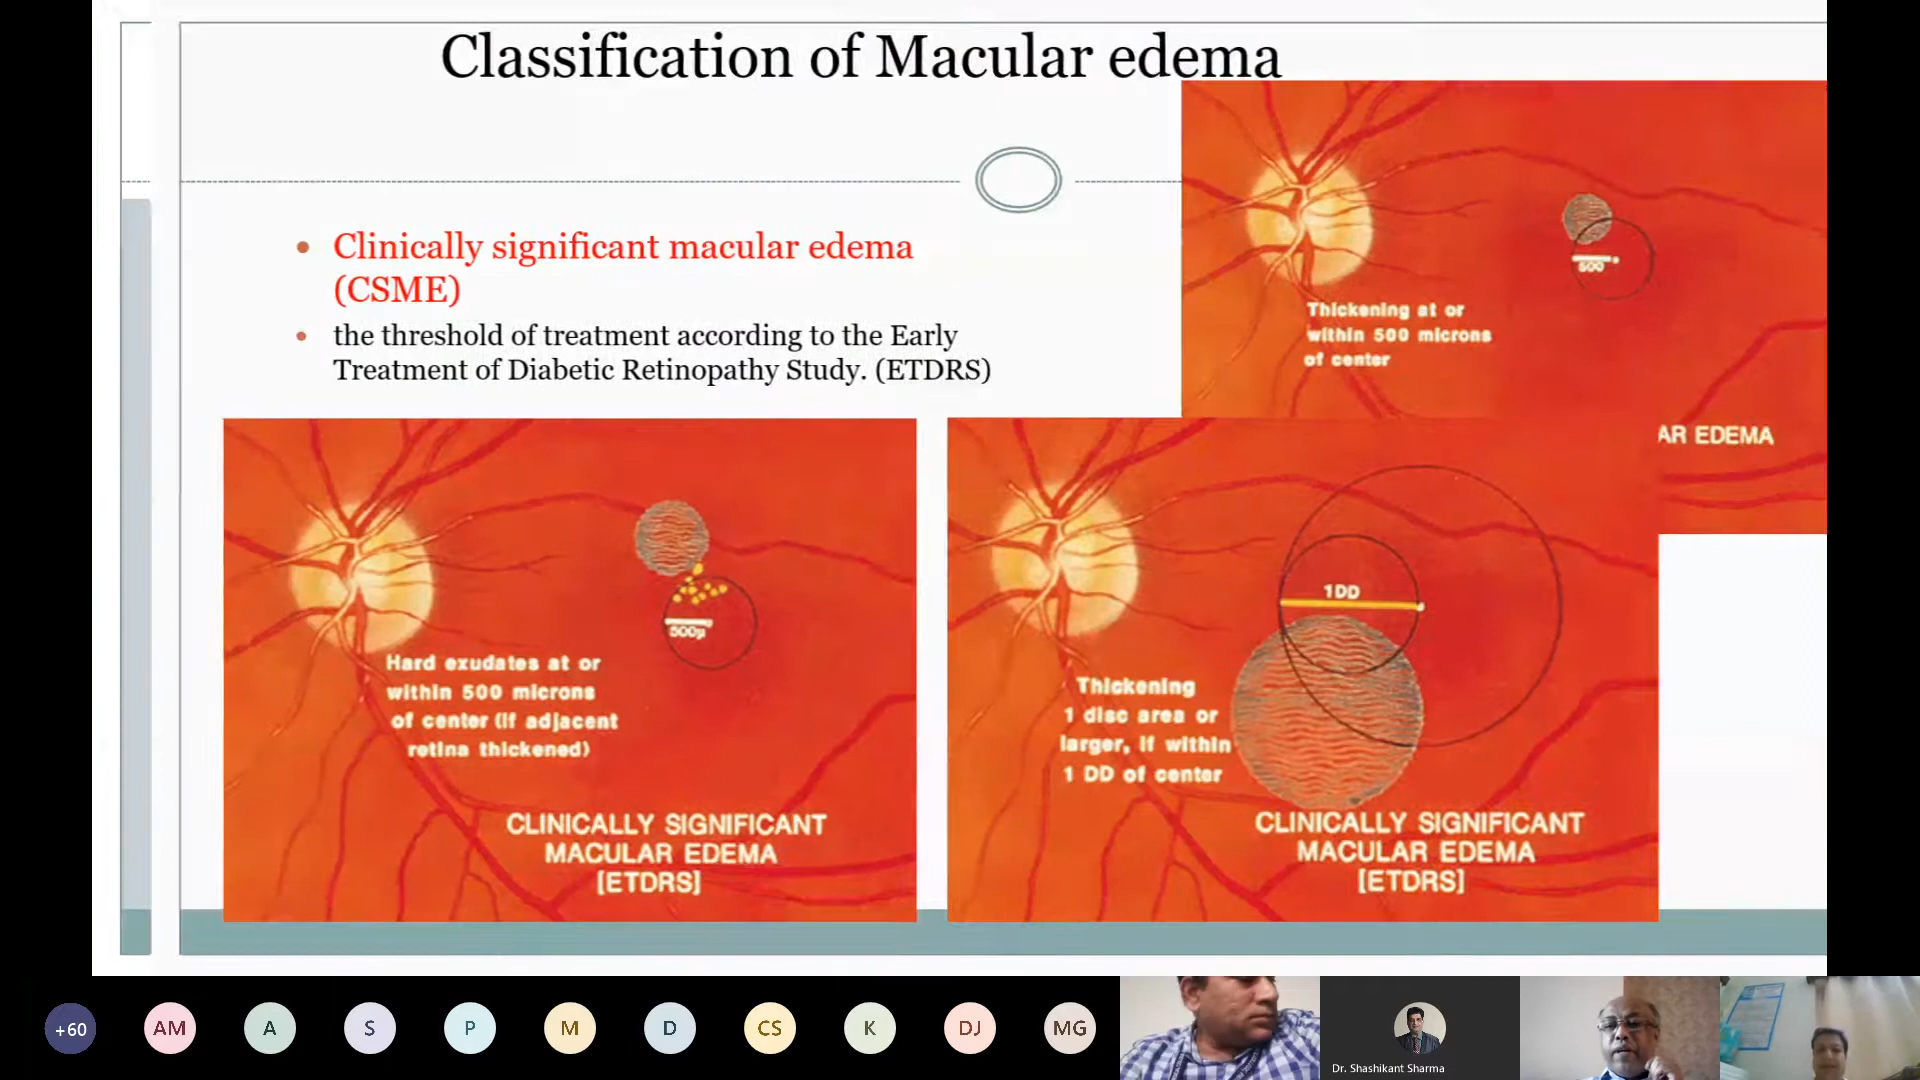 Classification of Macular edema
Clinically significant macular edema
(CSME)
the threshold of treatment according to the Early
Treatment of Diabetic Retinopathy Study. (ETDRS)
500
Thickening at or
within 500 microns
of center
AR EDEMA
500µ
Hard exudates at or
within 500 microns
of center (if adjacent
retina thickened)
CLINICALLY SIGNIFICANT
MACULAR EDEMA
[ETDRS]
1DD
Thickening
1 disc area or
larger, if within
1 DD of center
CLINICALLY SIGNIFICANT
MACULAR EDEMA
[ETDRS]
+60
AM
A
S
P
M
D
CS
K
DJ
MG
Dr. Shashikant Sharma